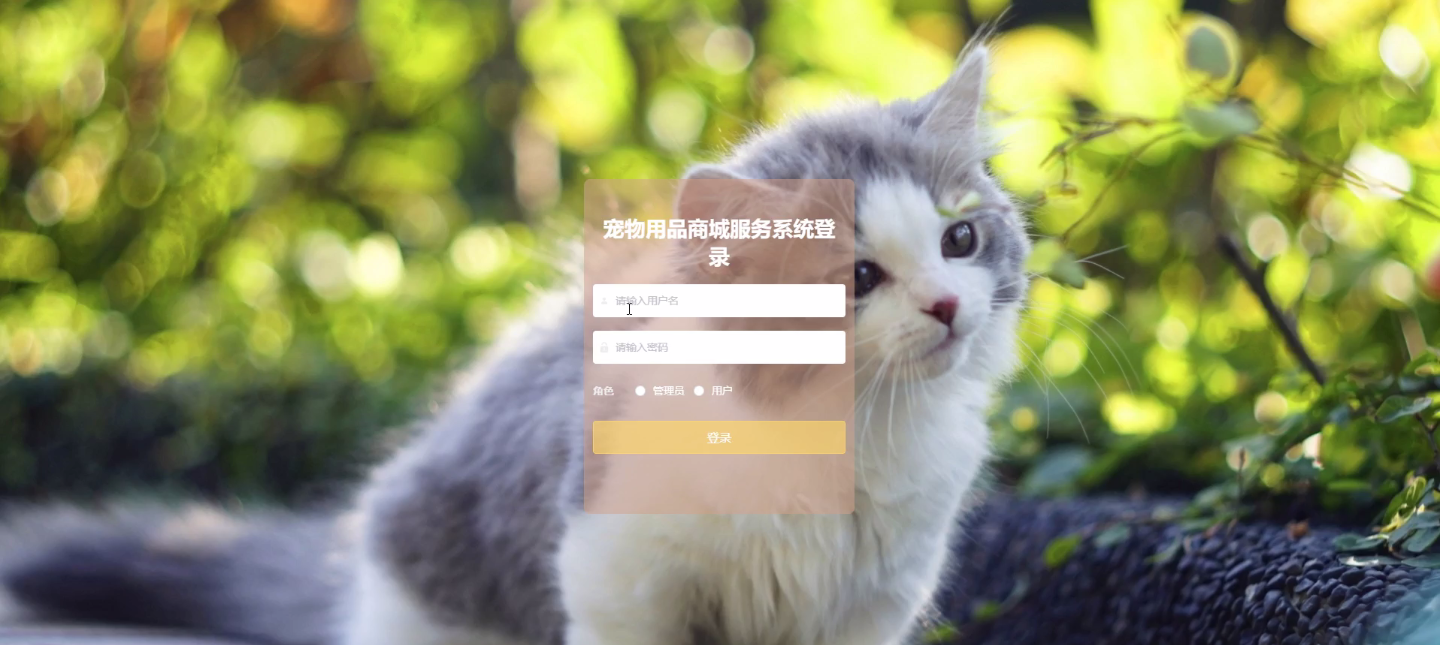 宠物用品商城服务系统登
录
请输入用户名
请输入密码
角色 管理员 用户
登录